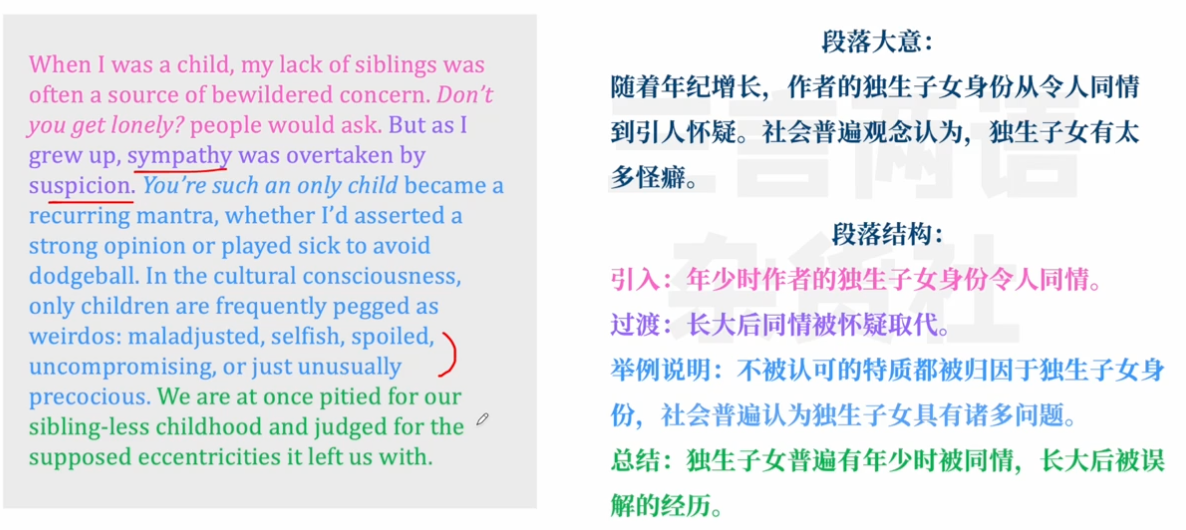 When I was a child, my lack of siblings was
often a source of bewildered concern. Don't
you get lonely? people would ask. But as I
grew up, sympathy was overtaken by
suspicion. You're such an only child became a
recurring mantra, whether I'd asserted a
strong opinion or played sick to avoid
dodgeball. In the cultural consciousness,
only children are frequently pegged as
weirdos: maladjusted, selfish, spoiled,
uncompromising, or just unusually
precocious. We are at once pitied for our
sibling-less childhood and judged for the
supposed eccentricities it left us with.
段落大意：
随着年纪增长，作者的独生子女身份从令人同情
到引人怀疑。社会普遍观念认为，独生子女有太
多怪癖。
段落结构：
引入：年少时作者的独生子女身份令人同情。
过渡：长大后同情被怀疑取代。
举例说明：不被认可的特质都被归因于独生子女身
份，社会普遍认为独生子女具有诸多问题。
总结：独生子女普遍有年少时被同情，长大后被误
解的经历。
三言两语
杂货社